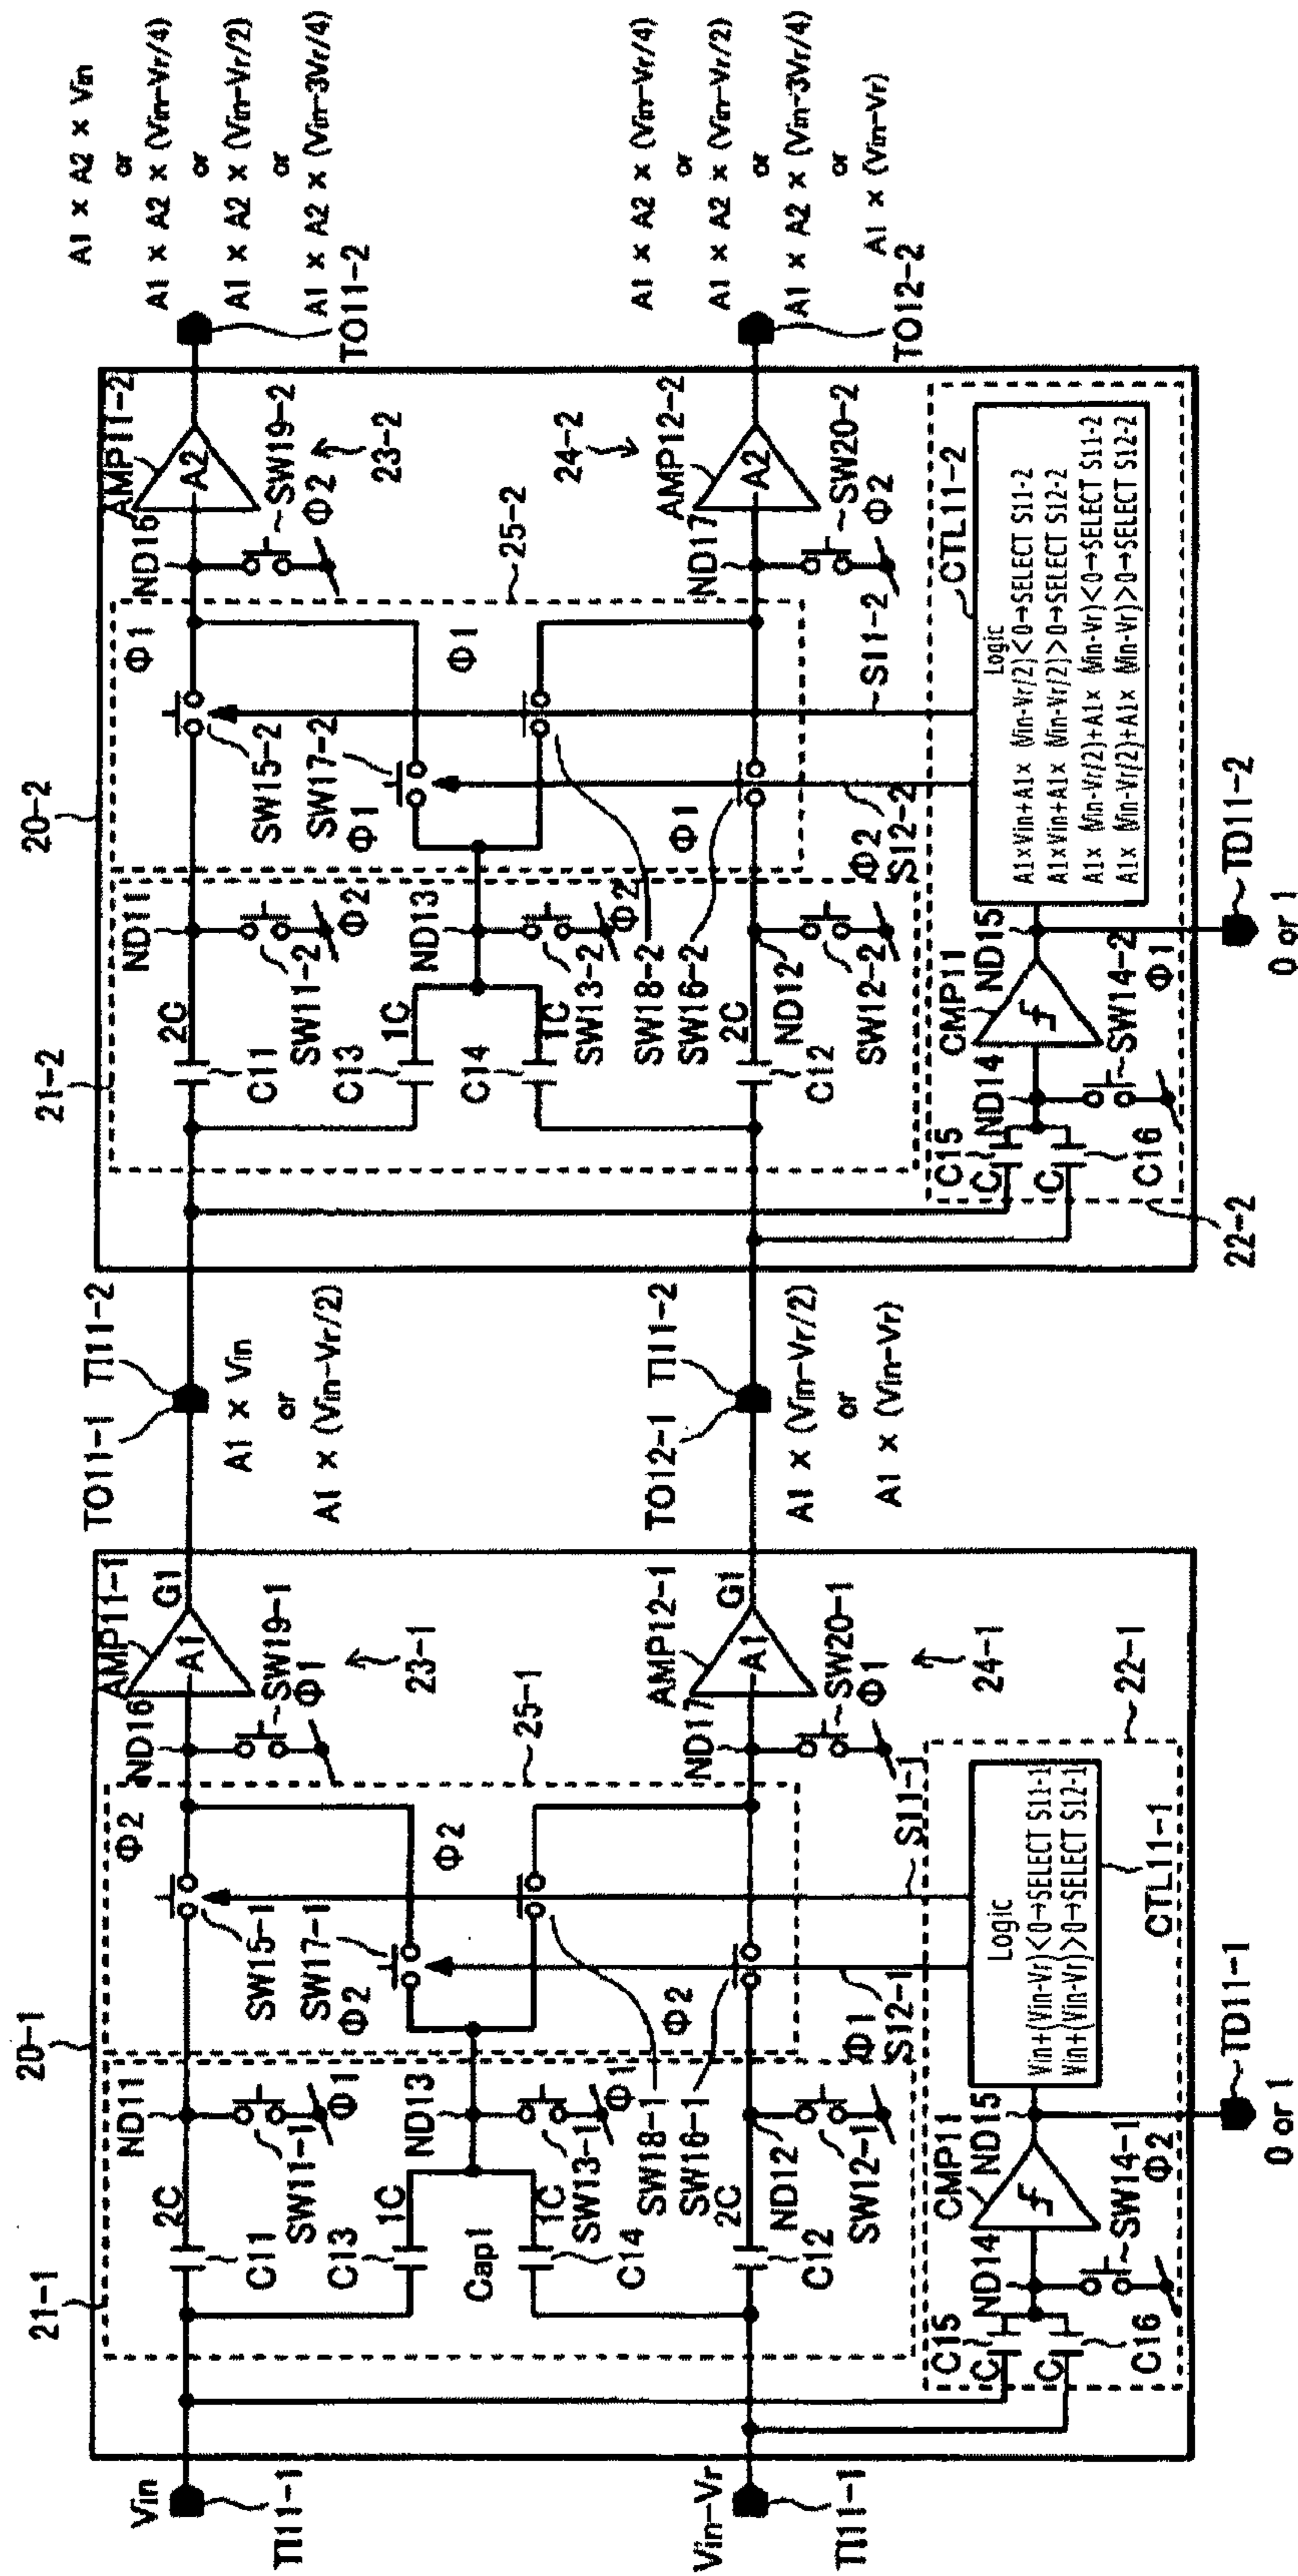 20-1
21-1
Vin
TI11-1
Vin-Vr
TI11-1
2C
C11
ND11
SW11-1
Φ1
C13
1C
Cap1
1C
C14
ND13
SW13-1
Φ1
SW18-1
SW16-1
2C
C12
ND12
SW12-1
Φ1
S12-1
Φ2
SW15-1
SW17-1
Φ2
Φ2
Φ2
S11-1
25-1
ND16
AMP11-1
A1
G1
SW19-1
Φ1
23-1
ND17
AMP12-1
A1
G1
SW20-1
Φ1
24-1
22-1
C15
C
C
C16
ND14
CMP11
ND15
SW14-1
Φ2
Logic
Vin+(Vin-Vr)<0→SELECT S11-1
Vin+(Vin-Vr)>0→SELECT S12-1
CTL11-1
TD11-1
0 or 1
TO11-1 TI11-2
A1 × Vin
or
A1 × (Vin-Vr/2)
TO12-1 TI11-2
A1 × (Vin-Vr/2)
or
A1 × (Vin-Vr)
20-2
21-2
2C
C11
ND11
SW11-2
Φ2
C13
1C
1C
C14
ND13
SW13-2
Φ2
SW18-2
SW16-2
2C
C12
ND12
SW12-2
Φ2
S12-2
Φ1
SW15-2
SW17-2
Φ1
Φ1
Φ1
S11-2
25-2
ND16
AMP11-2
A2
SW19-2
Φ2
23-2
24-2
ND17
AMP12-2
A2
SW20-2
Φ2
22-2
C15
C
C
C16
ND14
CMP11
ND15
SW14-2
Φ1
CTL11-2
Logic
A1×Vin+A1× (Vin-Vr/2)<0→SELECT S11-2
A1×Vin+A1× (Vin-Vr/2)>0→SELECT S12-2
A1× (Vin-Vr/2)+A1× (Vin-Vr)<0→SELECT S11-2
A1× (Vin-Vr/2)+A1× (Vin-Vr)>0→SELECT S12-2
TD11-2
0 or 1
TO11-2
A1 × A2 × Vin
or
A1 × A2 × (Vin-Vr/4)
or
A1 × A2 × (Vin-Vr/2)
or
A1 × A2 × (Vin-3Vr/4)
TO12-2
A1 × A2 × (Vin-Vr/4)
or
A1 × A2 × (Vin-Vr/2)
or
A1 × A2 × (Vin-3Vr/4)
or
A1 × (Vin-Vr)